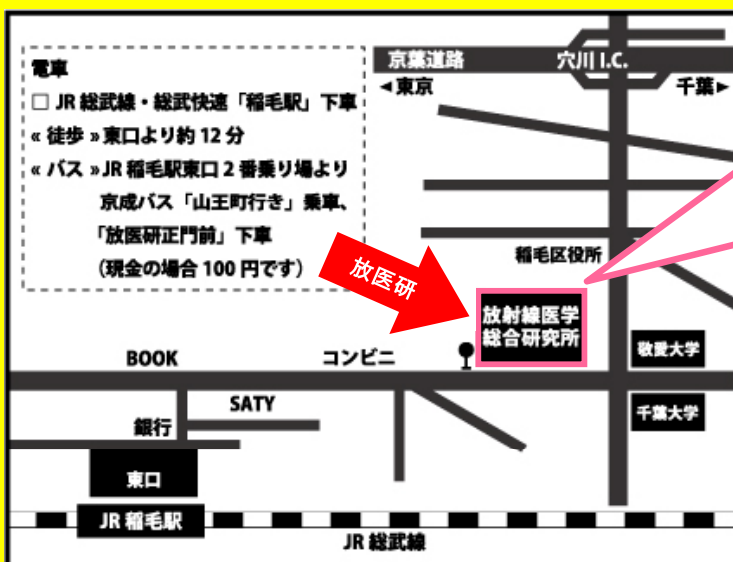 電車
□ JR 総武線・総武快速「稲毛駅」下車
« 徒歩 » 東口より約 12 分
« バス » JR 稲毛駅東口 2 番乗り場より
京成バス「山王町行き」乗車、
「放医研正門前」下車
（現金の場合 100 円です）
京葉道路
穴川 I.C.
◄東京
千葉►
稲毛区役所
放医研
放射線医学
総合研究所
敬愛大学
BOOK
コンビニ
SATY
千葉大学
銀行
東口
JR 稲毛駅
JR 総武線